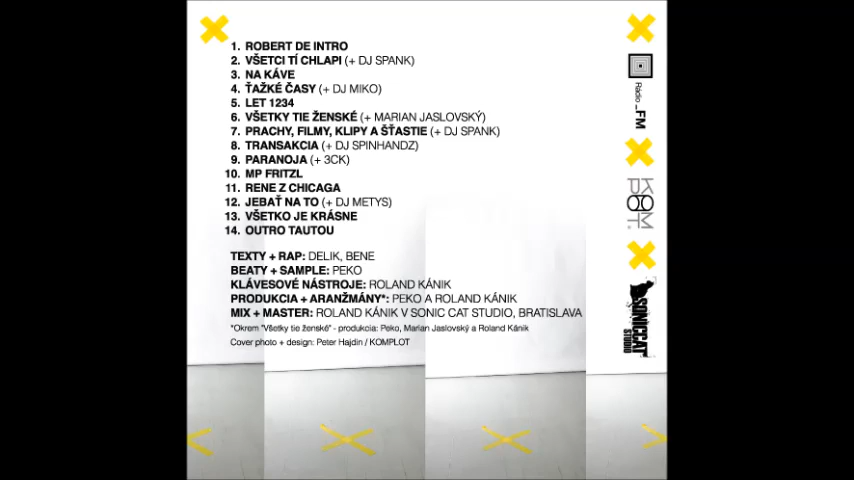 1. ROBERT DE INTRO
2. VŠETCI TÍ CHLAPI (+ DJ SPANK)
3. NA KÁVE
4. ŤAŽKÉ ČASY (+ DJ MIKO)
5. LET 1234
6. VŠETKY TIE ŽENSKÉ (+ MARIAN JASLOVSKÝ)
7. PRACHY, FILMY, KLIPY A ŠŤASTIE (+ DJ SPANK)
8. TRANSAKCIA (+ DJ SPINHANDZ)
9. PARANOJA (+ 3CK)
10. MP FRITZL
11. RENE Z CHICAGA
12. JEBAŤ NA TO (+ DJ METYS)
13. VŠETKO JE KRÁSNE
14. OUTRO TAUTOU
TEXTY + RAP: DELIK, BENE
BEATY + SAMPLE: PEKO
KLÁVESOVÉ NÁSTROJE: ROLAND KÁNIK
PRODUKCIA + ARANŽMÁNY*: PEKO A ROLAND KÁNIK
MIX + MASTER: ROLAND KÁNIK V SONIC CAT STUDIO, BRATISLAVA
*Okrem "Všetky tie ženské" - produkcia: Peko, Marian Jaslovský a Roland Kánik
Cover photo + design: Peter Hajdin / KOMPLOT
Rádio_FM
KOM
PLOT.
SONICCAT
STUDIO